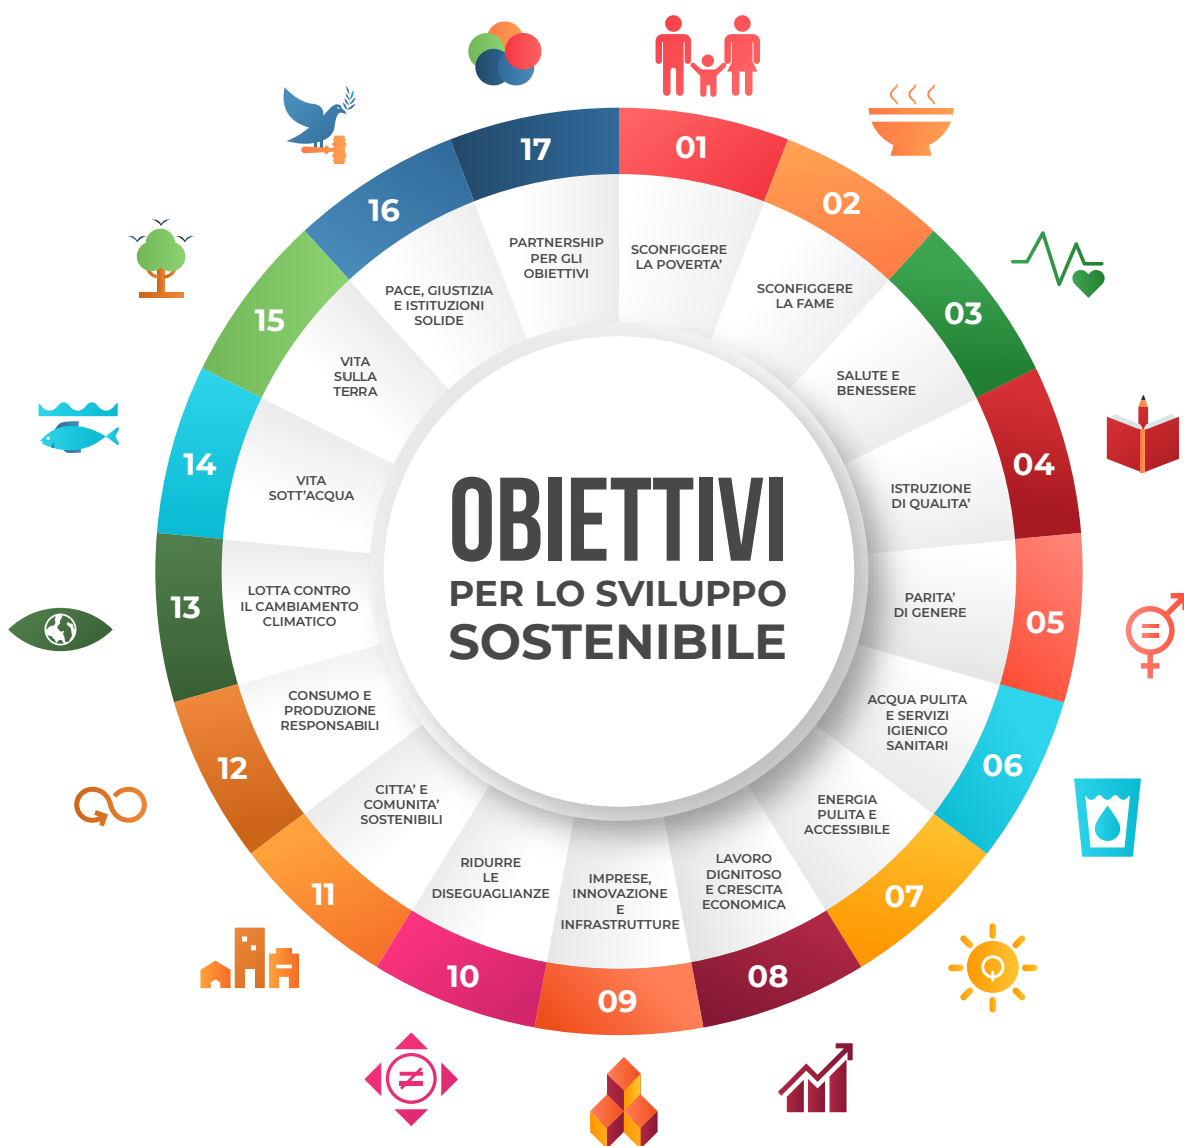 OBIETTIVI
PER LO SVILUPPO
SOSTENIBILE
01
SCONFIGGERE
LA POVERTA’
02
SCONFIGGERE
LA FAME
03
SALUTE E
BENESSERE
04
ISTRUZIONE
DI QUALITA’
05
PARITA’
DI GENERE
06
ACQUA PULITA
E SERVIZI
IGIENICO
SANITARI
07
ENERGIA
PULITA E
ACCESSIBILE
08
LAVORO
DIGNITOSO
E CRESCITA
ECONOMICA
09
IMPRESE,
INNOVAZIONE
E
INFRASTRUTTURE
10
RIDURRE
LE
DISEGUAGLIANZE
11
CITTA’ E
COMUNITA’
SOSTENIBILI
12
CONSUMO E
PRODUZIONE
RESPONSABILI
13
LOTTA CONTRO
IL CAMBIAMENTO
CLIMATICO
14
VITA
SOTT’ACQUA
15
VITA
SULLA
TERRA
16
PACE, GIUSTIZIA
E ISTITUZIONI
SOLIDE
17
PARTNERSHIP
PER GLI
OBIETTIVI